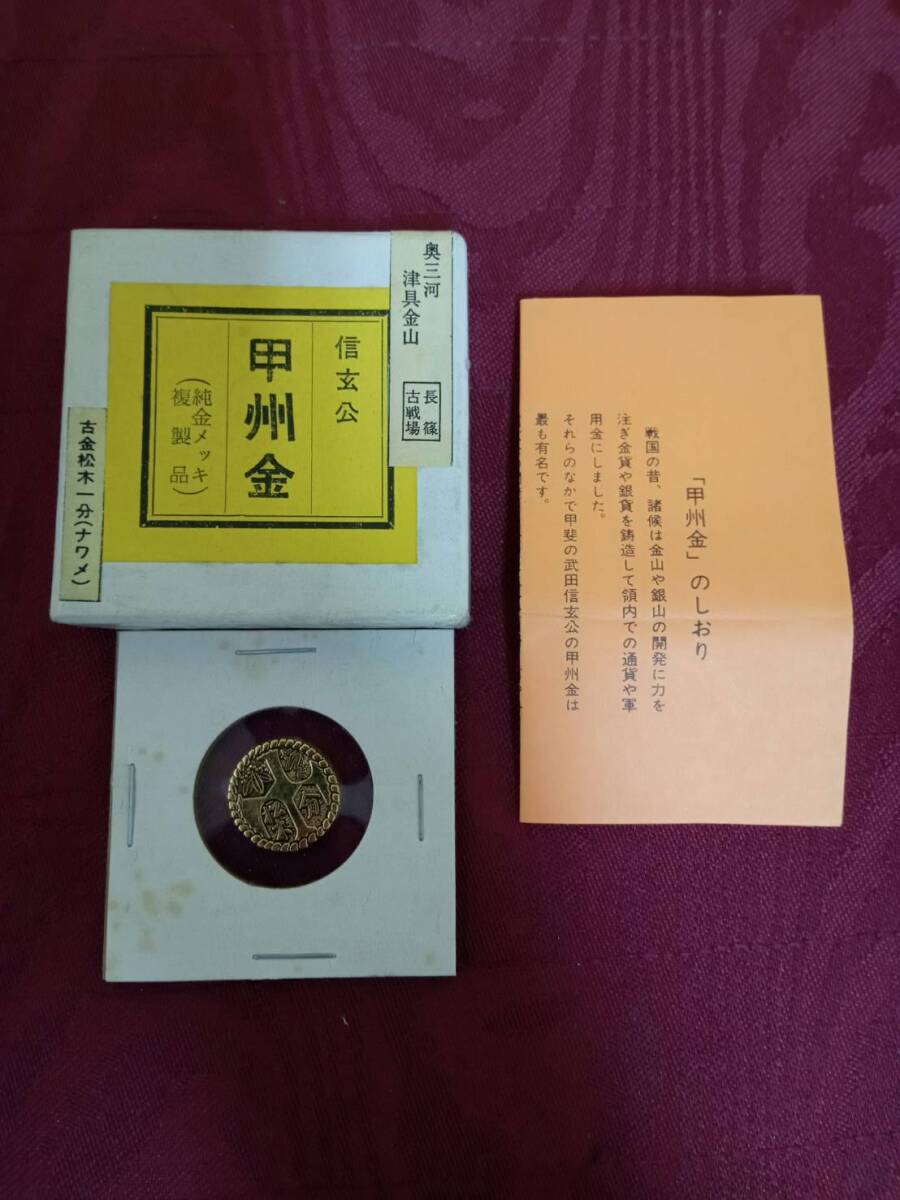 奥三河
津具金山
長篠
古戦場
信玄公
甲州金
(純金メッキ
複製品)
古金松木一分(ナワメ)
「甲州金」のしおり
戦国の昔、諸候は金山や銀山の開発に力を
注ぎ金貨や銀貨を鋳造して領内での通貨や軍
用金にしました。
それらのなかで甲斐の武田信玄公の甲州金は
最も有名です。